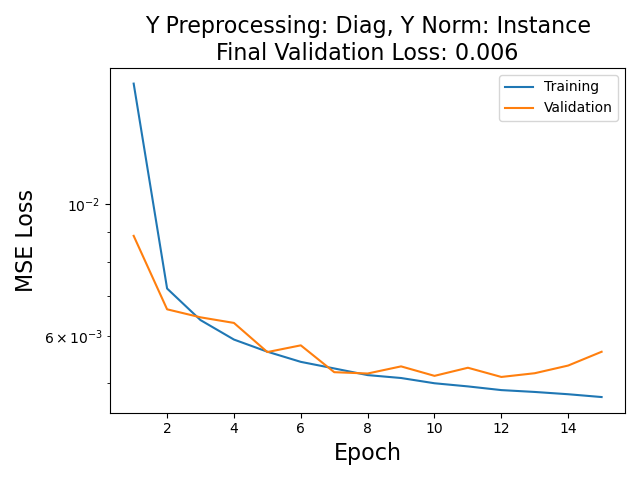 Y Preprocessing: Diag, Y Norm: Instance
Final Validation Loss: 0.006
Training
Validation
MSE Loss
10⁻²
6 × 10⁻³
2 4 6 8 10 12 14
Epoch